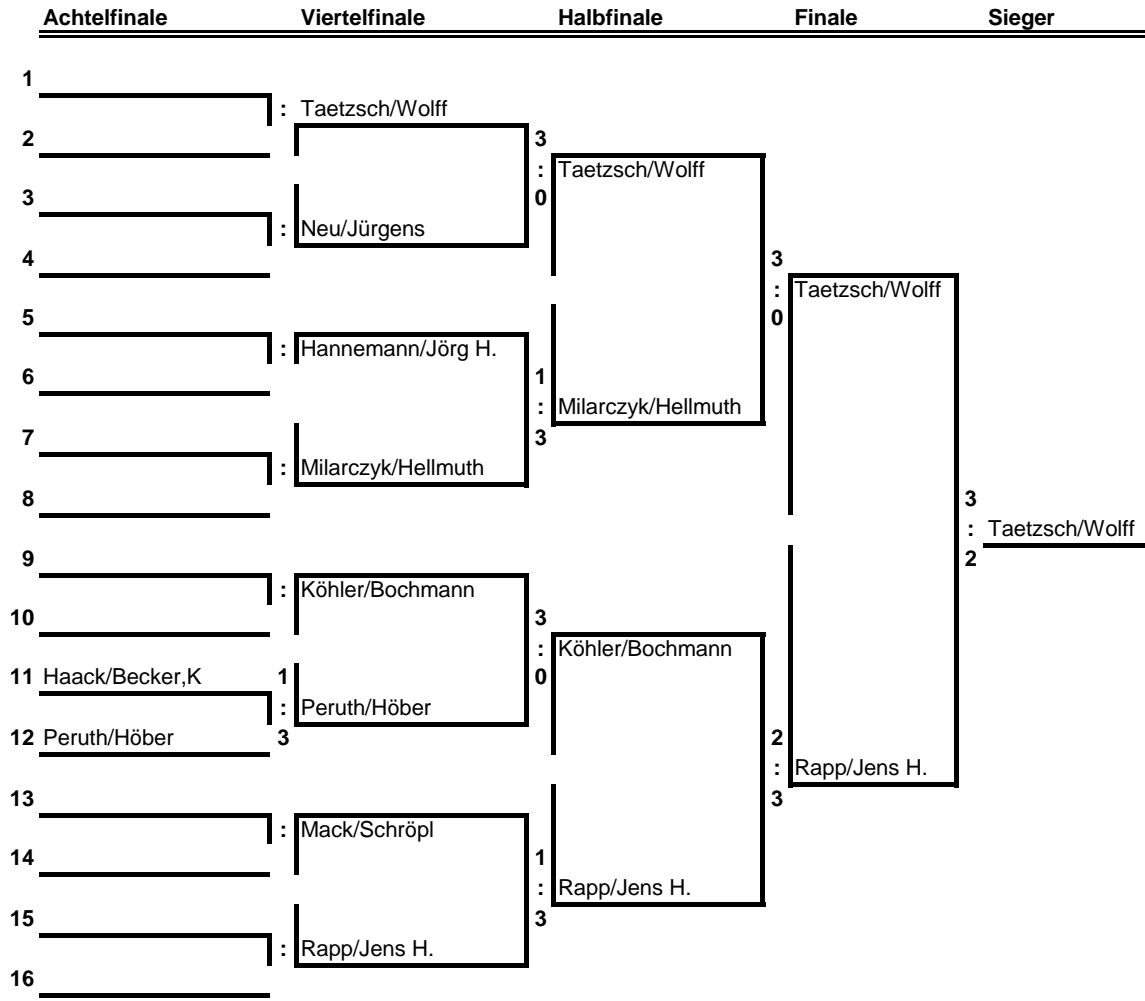 Achtelfinale Viertelfinale Halbfinale Finale Sieger
1
: Taetzsch/Wolff
2 3
: Taetzsch/Wolff
3 0
: Neu/Jürgens
4 3
: Taetzsch/Wolff
5 0
: Hannemann/Jörg H.
6 1
: Milarczyk/Hellmuth
7 3
: Milarczyk/Hellmuth
8 3
: Taetzsch/Wolff
9 2
: Köhler/Bochmann
10 3
: Köhler/Bochmann
11 Haack/Becker,K 1 0
: Peruth/Höber
12 Peruth/Höber 3 2
: Rapp/Jens H.
13 3
: Mack/Schröpl
14 1
: Rapp/Jens H.
15 3
: Rapp/Jens H.
16